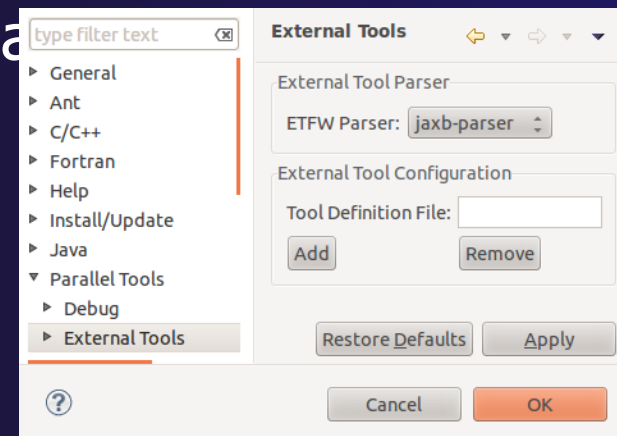 type filter text
General
Ant
C/C++
Fortran
Help
Install/Update
Java
Parallel Tools
Debug
External Tools
External Tools
External Tool Parser
ETFW Parser: jaxb-parser
External Tool Configuration
Tool Definition File:
Add Remove
Restore Defaults Apply
? Cancel OK